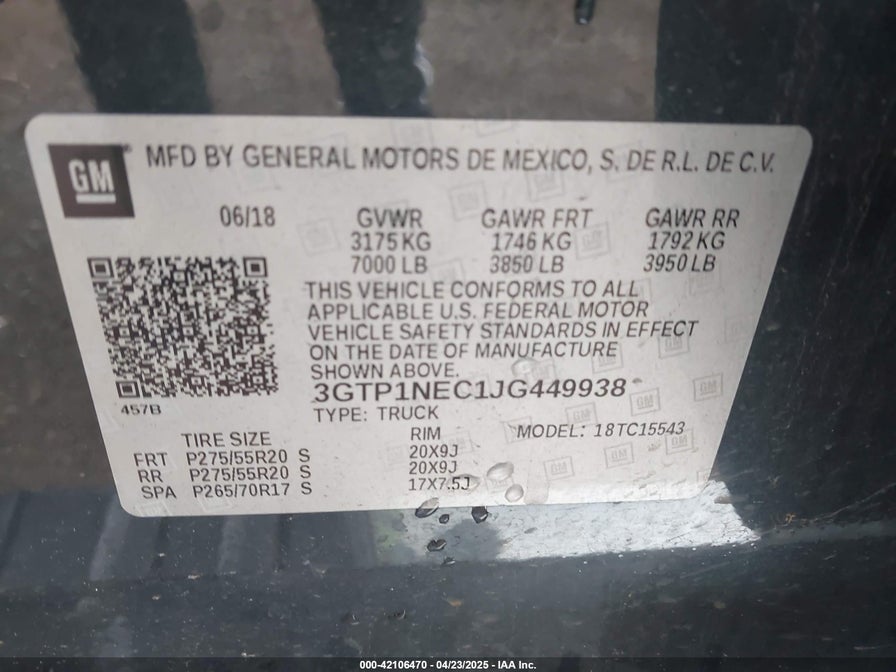 GM
MFD BY GENERAL MOTORS DE MEXICO, S. DE R.L. DE C.V.
06/18 GVWR GAWR FRT GAWR RR
3175 KG 1746 KG 1792 KG
7000 LB 3850 LB 3950 LB
THIS VEHICLE CONFORMS TO ALL
APPLICABLE U.S. FEDERAL MOTOR
VEHICLE SAFETY STANDARDS IN EFFECT
ON THE DATE OF MANUFACTURE
SHOWN ABOVE.
3GTP1NEC1JG449938
457B
TYPE: TRUCK
TIRE SIZE RIM MODEL: 18TC15543
FRT P275/55R20 S 20X9J
RR P275/55R20 S 20X9J
SPA P265/70R17 S 17X7.5J
000-42106470 - 04/23/2025 - IAA Inc.